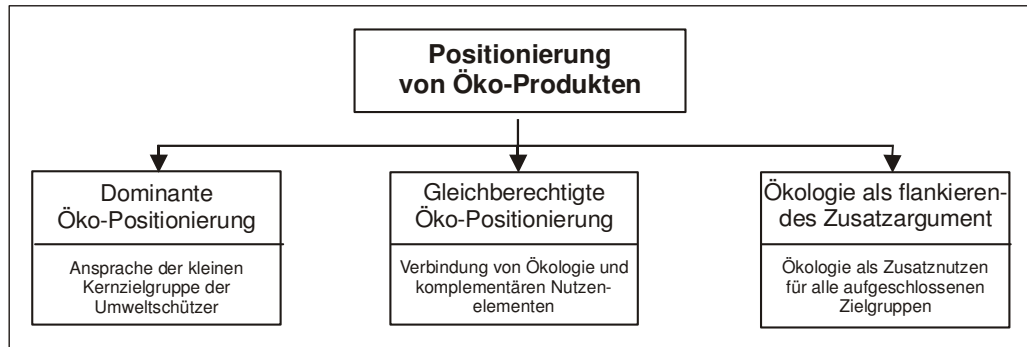 Positionierung
von Öko-Produkten
Dominante
Öko-Positionierung
Ansprache der kleinen
Kernzielgruppe der
Umweltschützer
Gleichberechtigte
Öko-Positionierung
Verbindung von Ökologie und
komplementären Nutzen-
elementen
Ökologie als flankieren-
des Zusatzargument
Ökologie als Zusatznutzen
für alle aufgeschlossenen
Zielgruppen